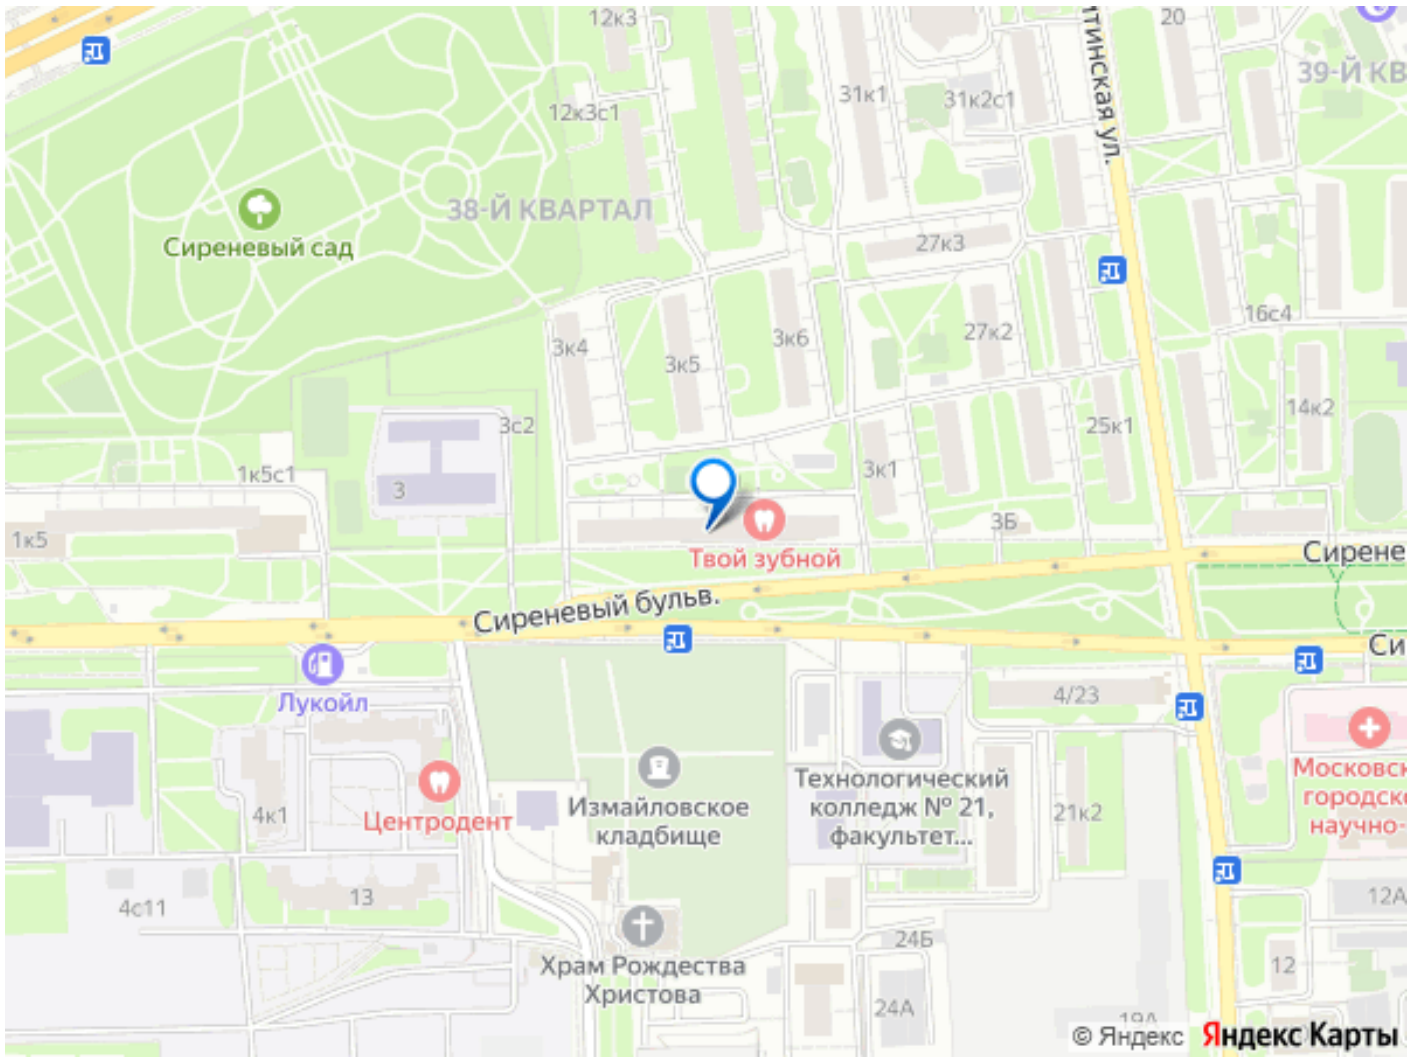 12к3
20
39-Й КВ
31к1
31к2с1
12к3с1
тинская ул.
38-Й КВАРТАЛ
Сиреневый сад
27к3
16с4
3к4
3к5
3к6
27к2
14к2
3с2
25к1
1к5с1
3к1
3
3Б
1к5
Твой зубной
Сирене
Сиреневый бульв.
Си
Лукойл
4/23
Технологический
колледж № 21,
факультет...
Московск
городск
научно-
Измайловское
кладбище
4к1
Центродент
21к2
13
4с11
12А
24Б
Храм Рождества
Христова
12
24А
19А
© Яндекс
Яндекс Карты